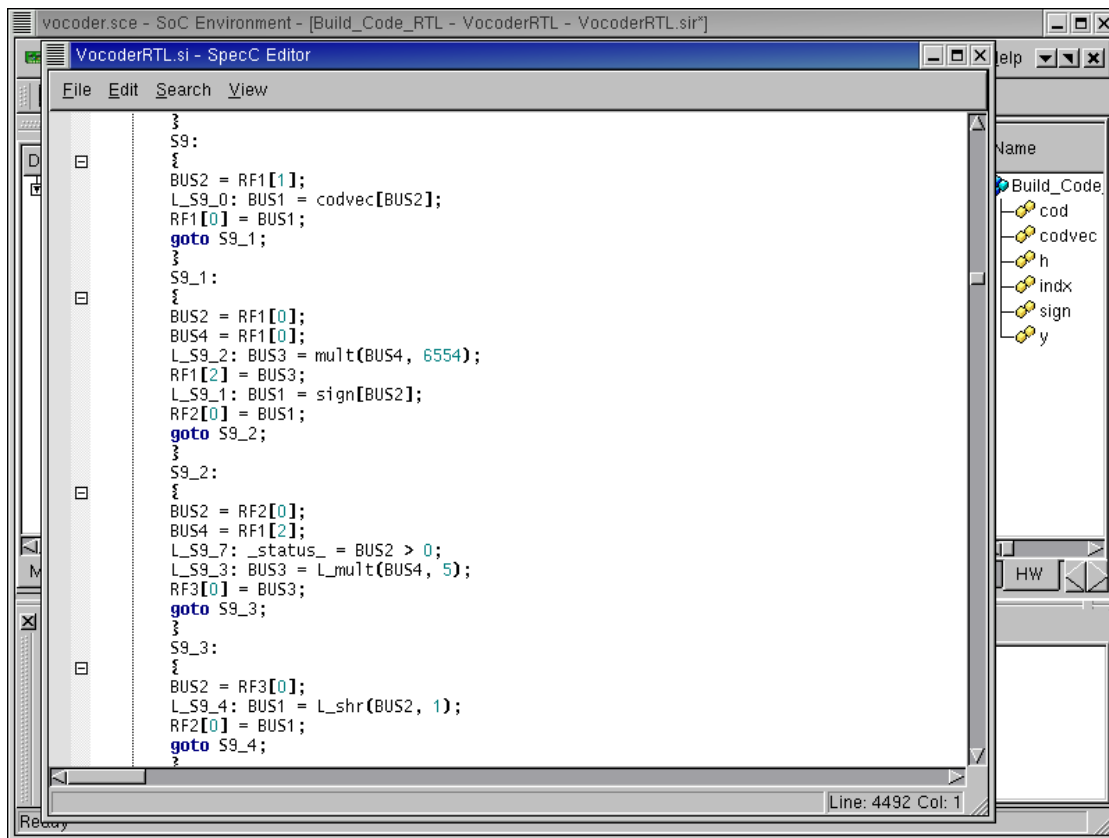 vocoder.sce - SoC Environment - [Build_Code_RTL - VocoderRTL - VocoderRTL.sir*]
VocoderRTL.si - SpecC Editor
elp
File Edit Search View
}
S9:
{
BUS2 = RF1[1];
L_S9_0: BUS1 = codvec[BUS2];
RF1[0] = BUS1;
goto S9_1;
}
S9_1:
{
BUS2 = RF1[0];
BUS4 = RF1[0];
L_S9_2: BUS3 = mult(BUS4, 6554);
RF1[2] = BUS3;
L_S9_1: BUS1 = sign[BUS2];
RF2[0] = BUS1;
goto S9_2;
}
S9_2:
{
BUS2 = RF2[0];
BUS4 = RF1[2];
L_S9_7: _status_ = BUS2 > 0;
L_S9_3: BUS3 = L_mult(BUS4, 5);
RF3[0] = BUS3;
goto S9_3;
}
S9_3:
{
BUS2 = RF3[0];
L_S9_4: BUS1 = L_shr(BUS2, 1);
RF2[0] = BUS1;
goto S9_4;
}
Line: 4492 Col: 1
D
M
Name
Build_Code_
cod
codvec
h
indx
sign
y
HW
Ready